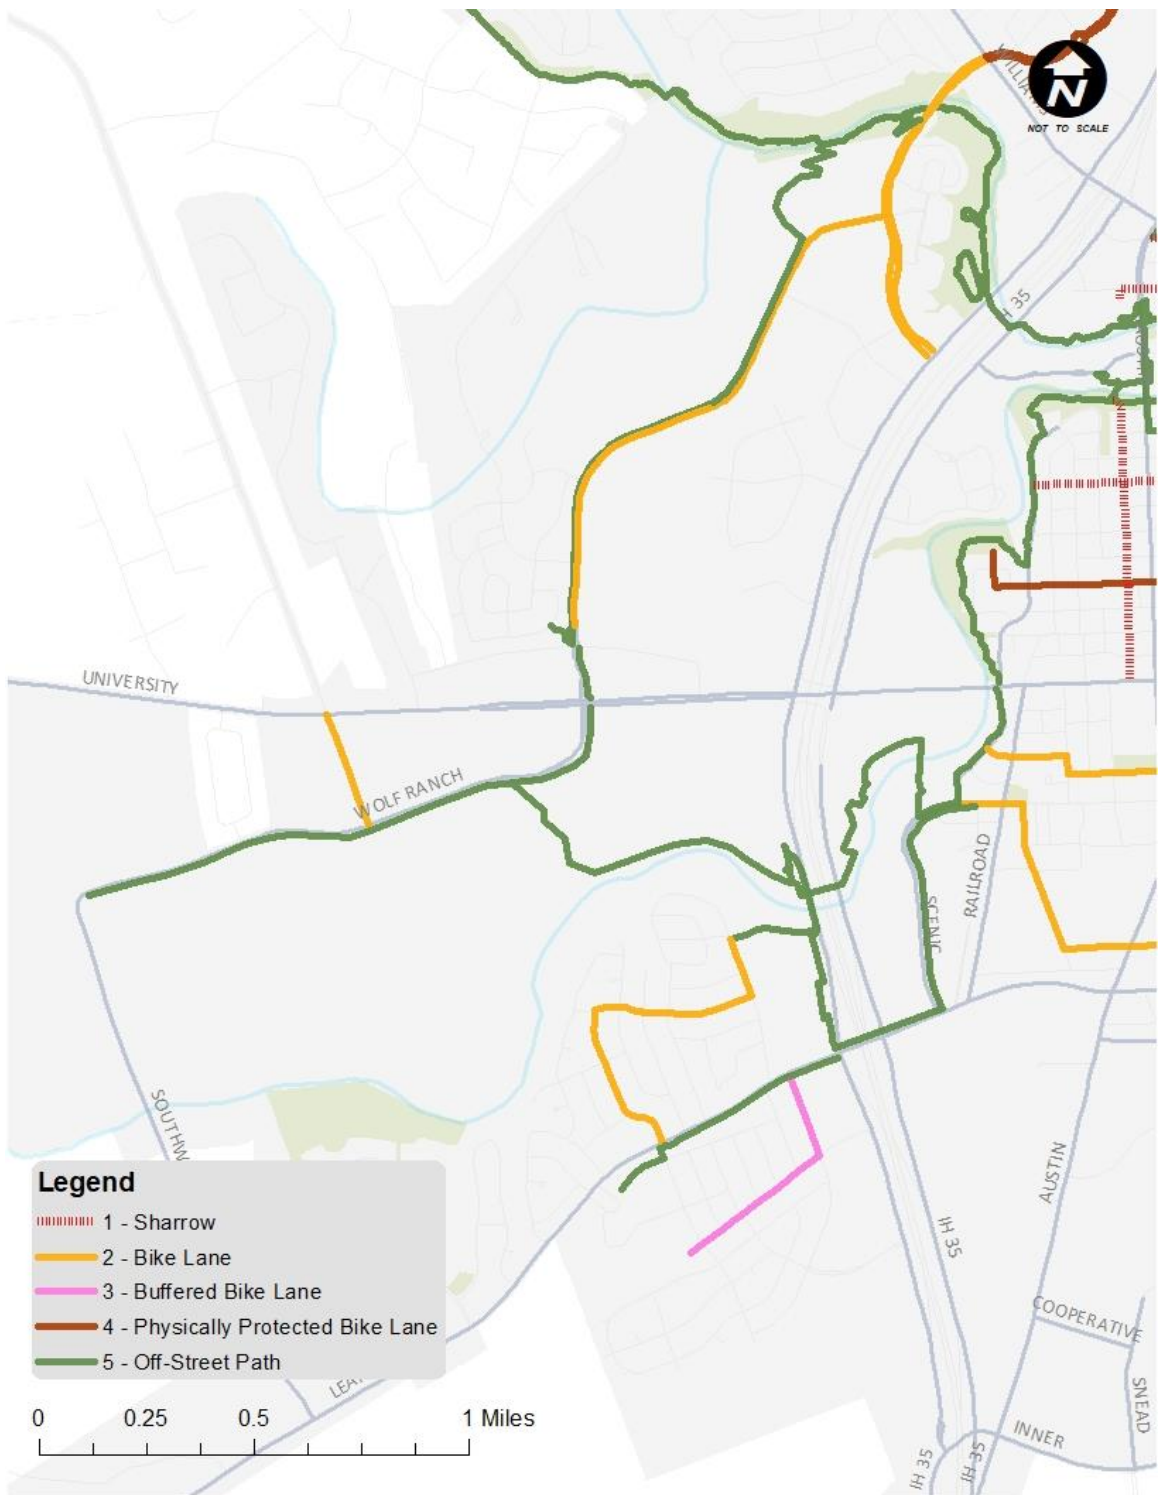 WILLIAMS
N
NOT TO SCALE
35
UNIVERSITY
WOLF RANCH
RAILROAD
SCENIC
SOUTHW
AUSTIN
IH 35
COOPERATIVE
SNEAD
INNER
IH 35
IH 35
LEA
Legend
1 - Sharrow
2 - Bike Lane
3 - Buffered Bike Lane
4 - Physically Protected Bike Lane
5 - Off-Street Path
0 0.25 0.5 1 Miles